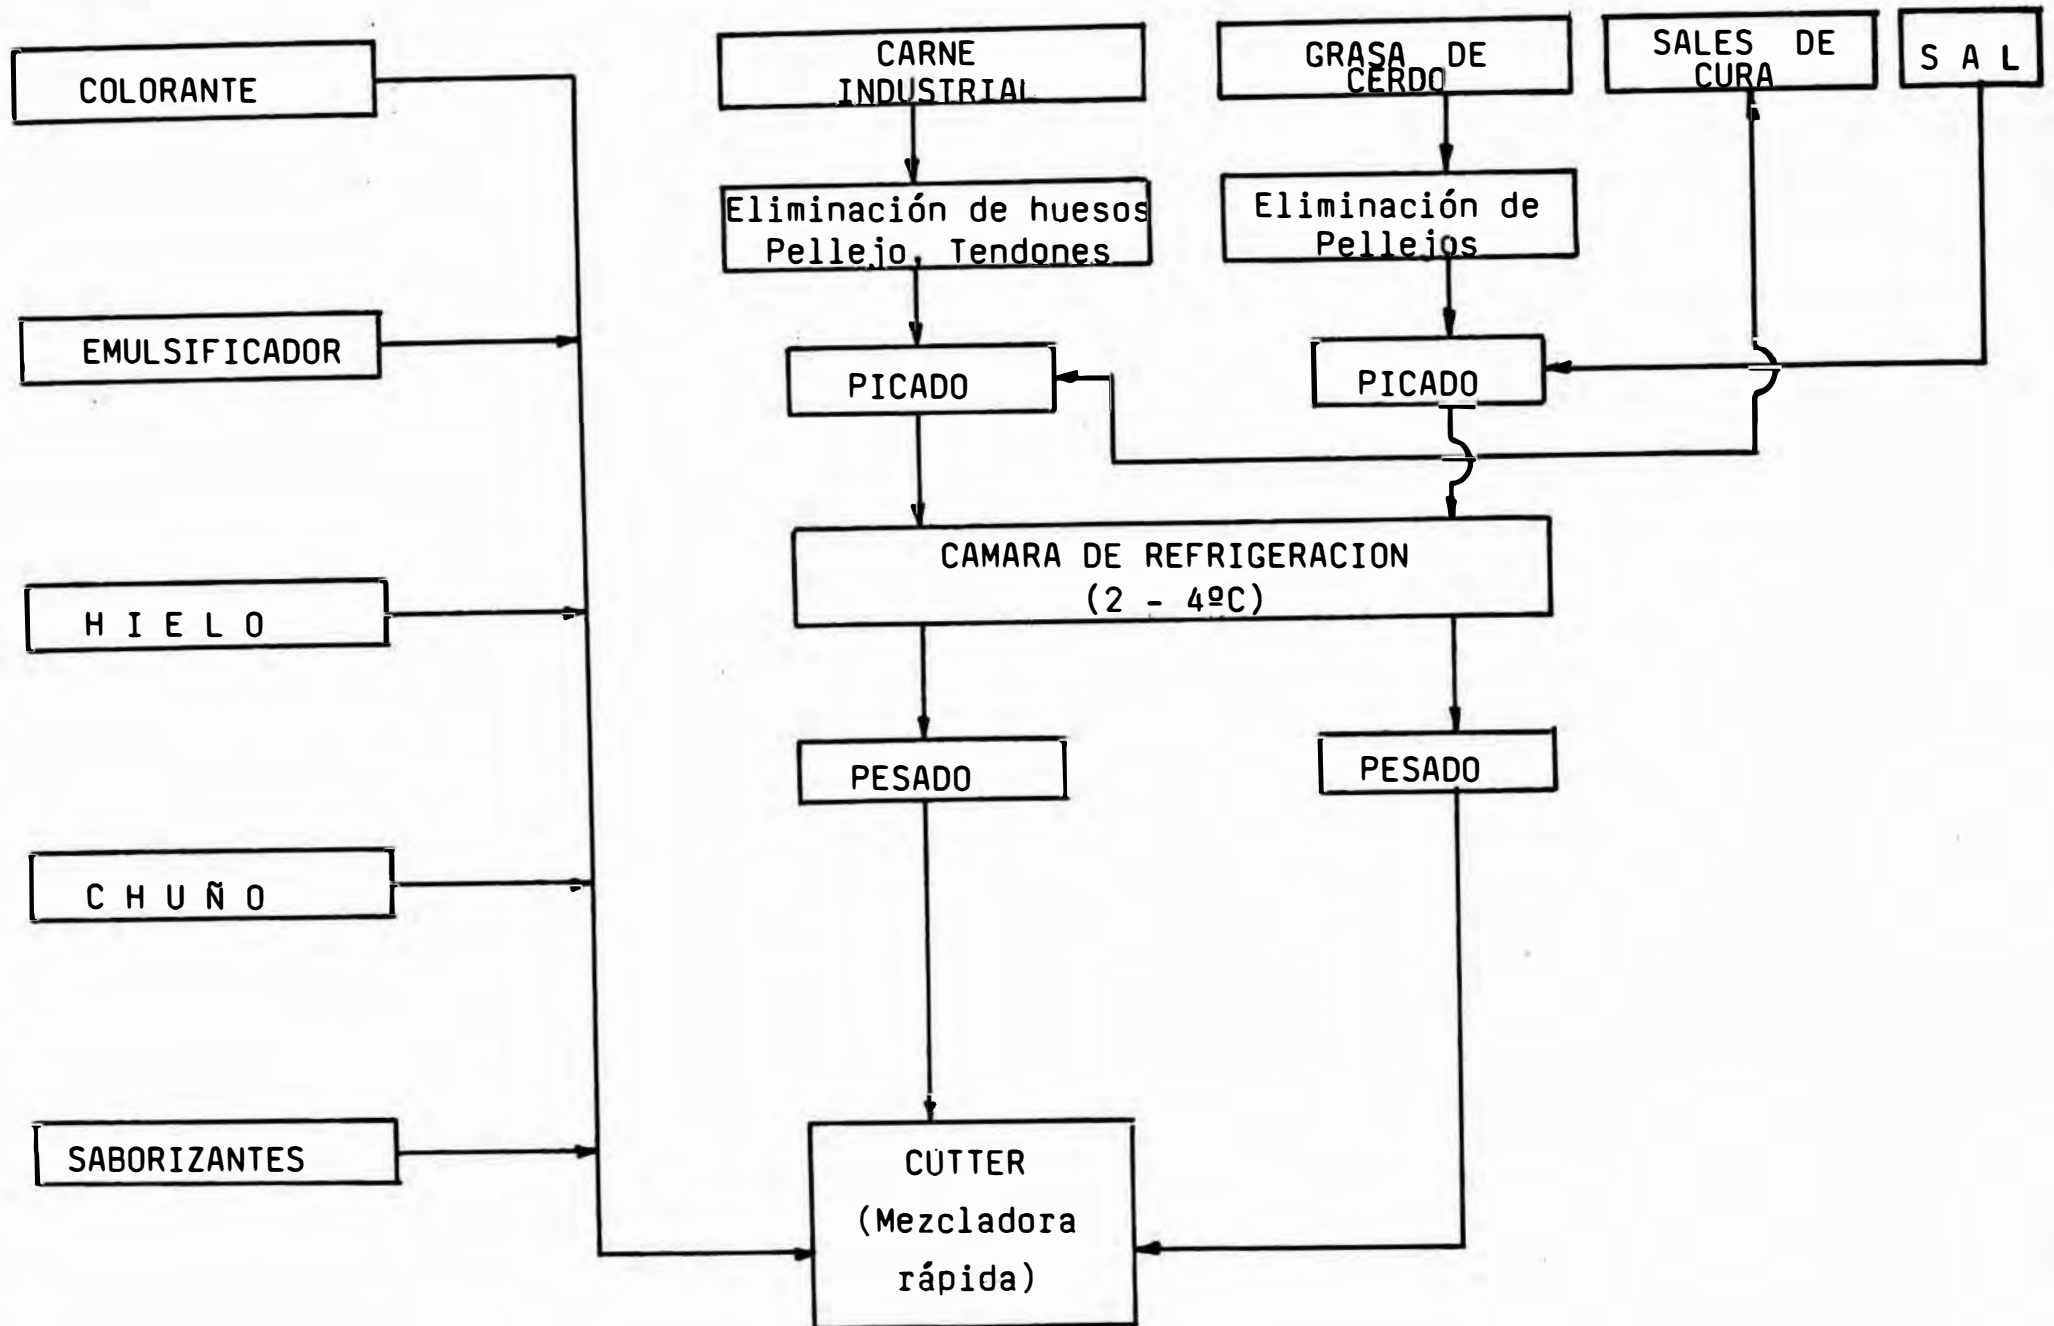 COLORANTE
CARNE
INDUSTRIAL
GRASA DE
CERDO
SALES DE
CURA
S A L
Eliminación de huesos
Pellejo, Tendones
Eliminación de
Pellejos
EMULSIFICADOR
PICADO
PICADO
CAMARA DE REFRIGERACION
(2 - 4ºC)
H I E L O
PESADO
PESADO
C H U Ñ O
SABORIZANTES
CUTTER
(Mezcladora
rápida)